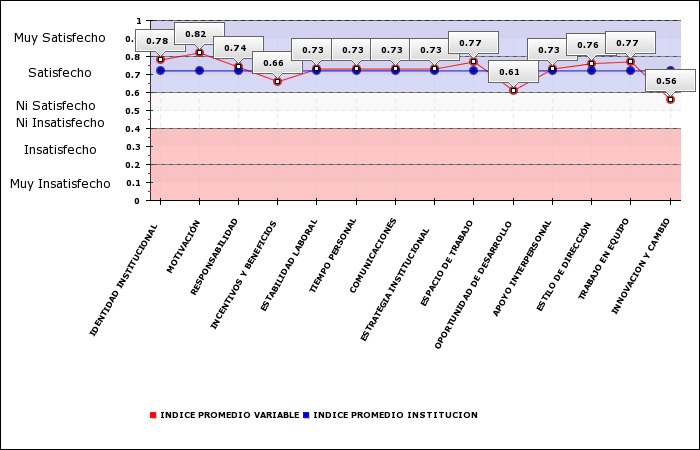 Muy Satisfecho
Satisfecho
Ni Satisfecho
Ni Insatisfecho
Insatisfecho
Muy Insatisfecho
1
0.
0.8
0.7
0.6
0.5
0.4
0.3
0.2
0.1
0
0.78
0.82
0.74
0.66
0.73
0.73
0.73
0.73
0.77
0.61
0.73
0.76
0.77
0.56
IDENTIDAD INSTITUCIONAL
MOTIVACIÓN
RESPONSABILIDAD
INCENTIVOS Y BENEFICIOS
ESTABILIDAD LABORAL
TIEMPO PERSONAL
COMUNICACIONES
ESTRATEGIA INSTITUCIONAL
ESPACIO DE TRABAJO
OPORTUNIDAD DE DESARROLLO
APOYO INTERPERSONAL
ESTILO DE DIRECCIÓN
TRABAJO EN EQUIPO
INNOVACION Y CAMBIO
INDICE PROMEDIO VARIABLE INDICE PROMEDIO INSTITUCION